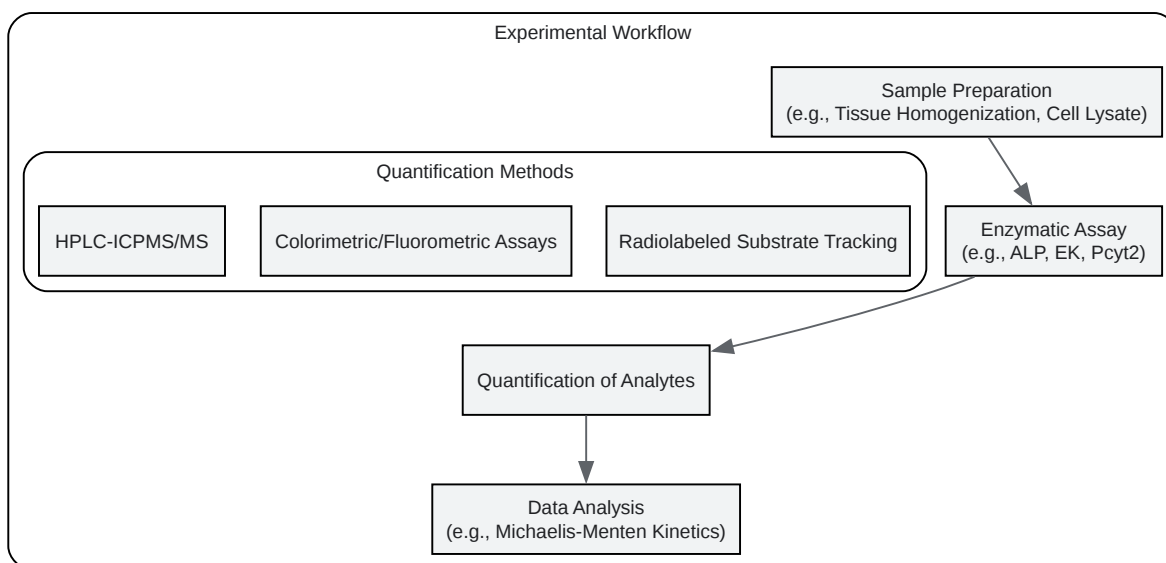 Experimental Workflow
Sample Preparation
(e.g., Tissue Homogenization, Cell Lysate)
Quantification Methods
HPLC-ICPMS/MS
Colorimetric/Fluorometric Assays
Radiolabeled Substrate Tracking
Enzymatic Assay
(e.g., ALP, EK, Pcyt2)
Quantification of Analytes
Data Analysis
(e.g., Michaelis-Menten Kinetics)